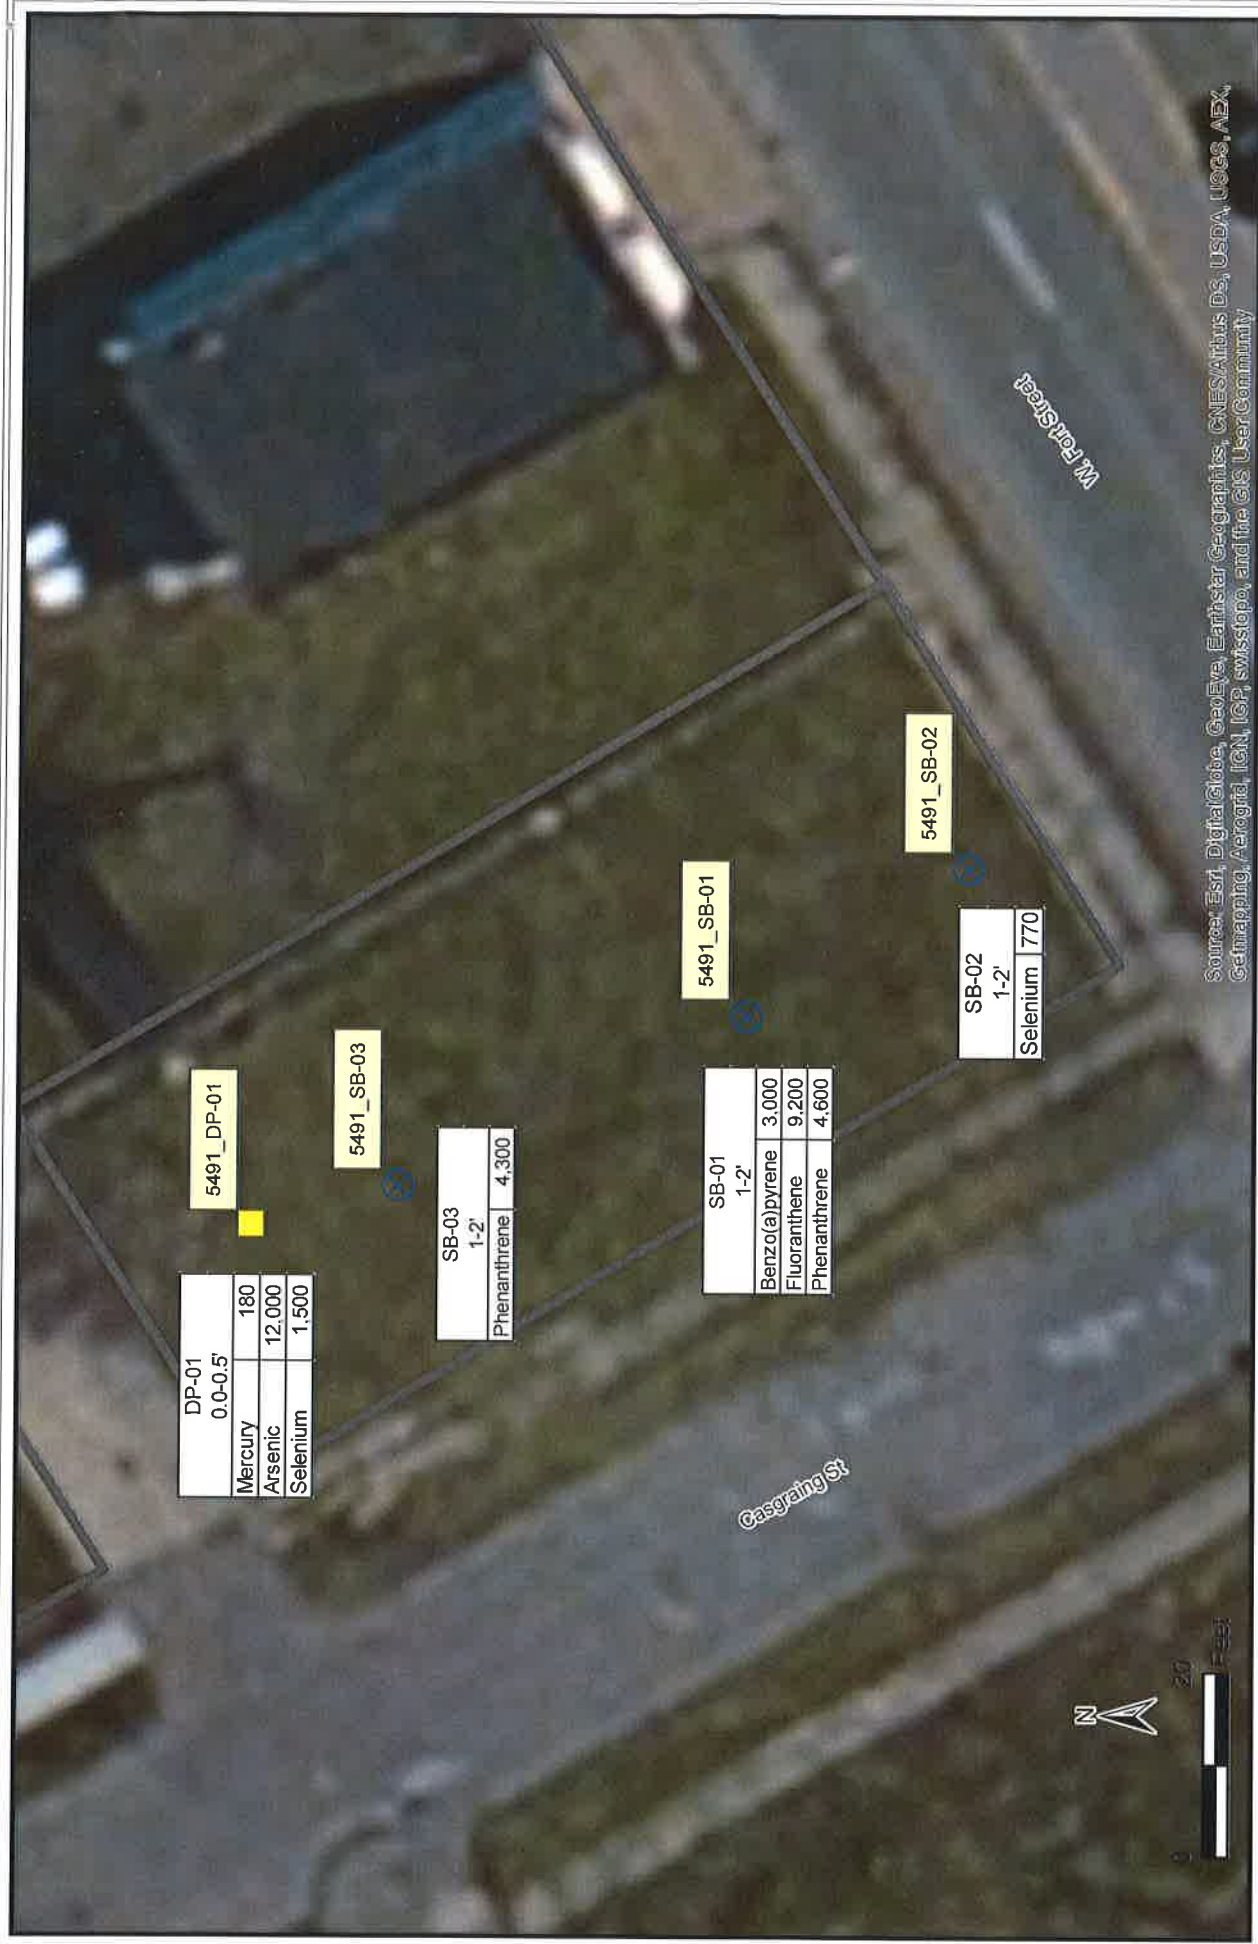 5491_DP-01
DP-01
0.0-0.5'
Mercury 180
Arsenic 12,000
Selenium 1,500
5491_SB-03
SB-03
1-2'
Phenanthrene 4,300
5491_SB-01
SB-01
1-2'
Benzo(a)pyrene 3,000
Fluoranthene 9,200
Phenanthrene 4,600
5491_SB-02
SB-02
1-2'
Selenium 770
Casgraing St
W. Fort Street
N
0 20
Feet
Source: Esri, DigitalGlobe, GeoEye, Earthstar Geographics, CNES/Airbus DS, USDA, USGS, AEX,
Getmapping, Aerogrid, IGN, IGP, swisstopo, and the GIS User Community